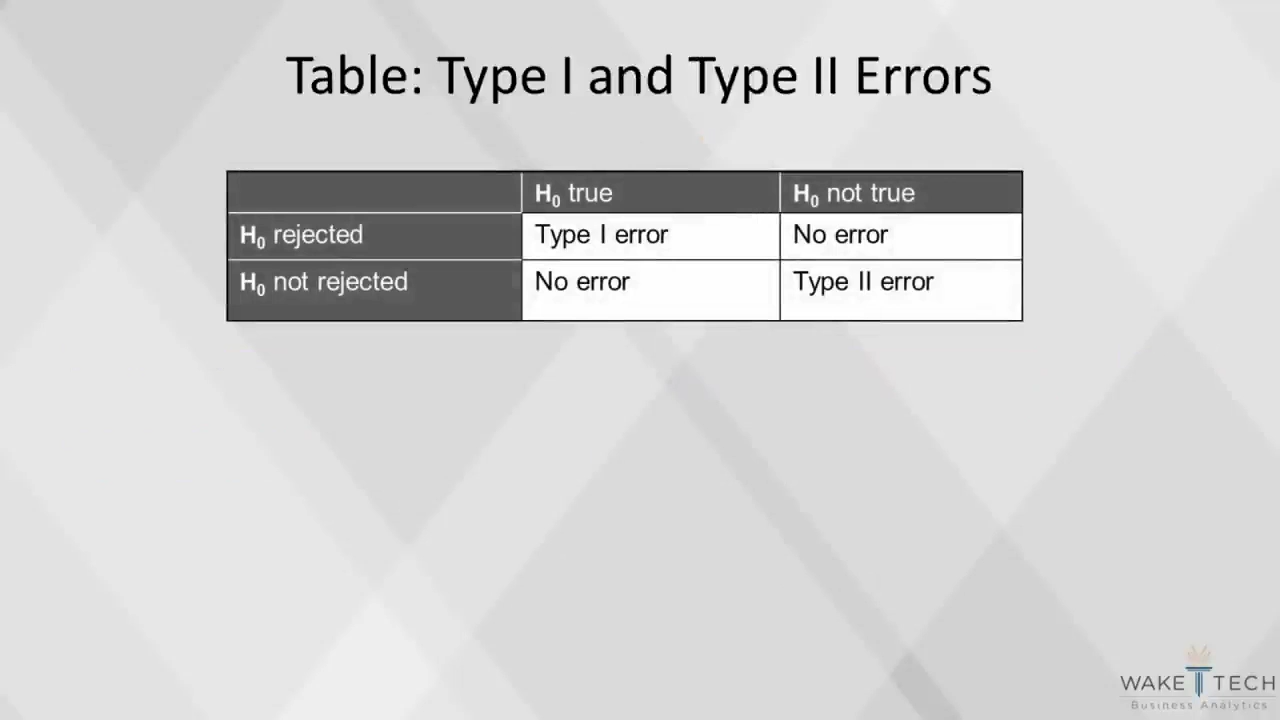 Table: Type I and Type II Errors
H₀ true H₀ not true
H₀ rejected Type I error No error
H₀ not rejected No error Type II error
WAKE TECH
Business Analytics